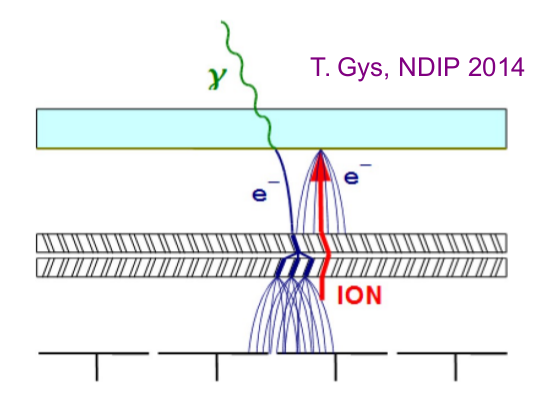 T. Gys, NDIP 2014
γ
e⁻
e⁻
ION